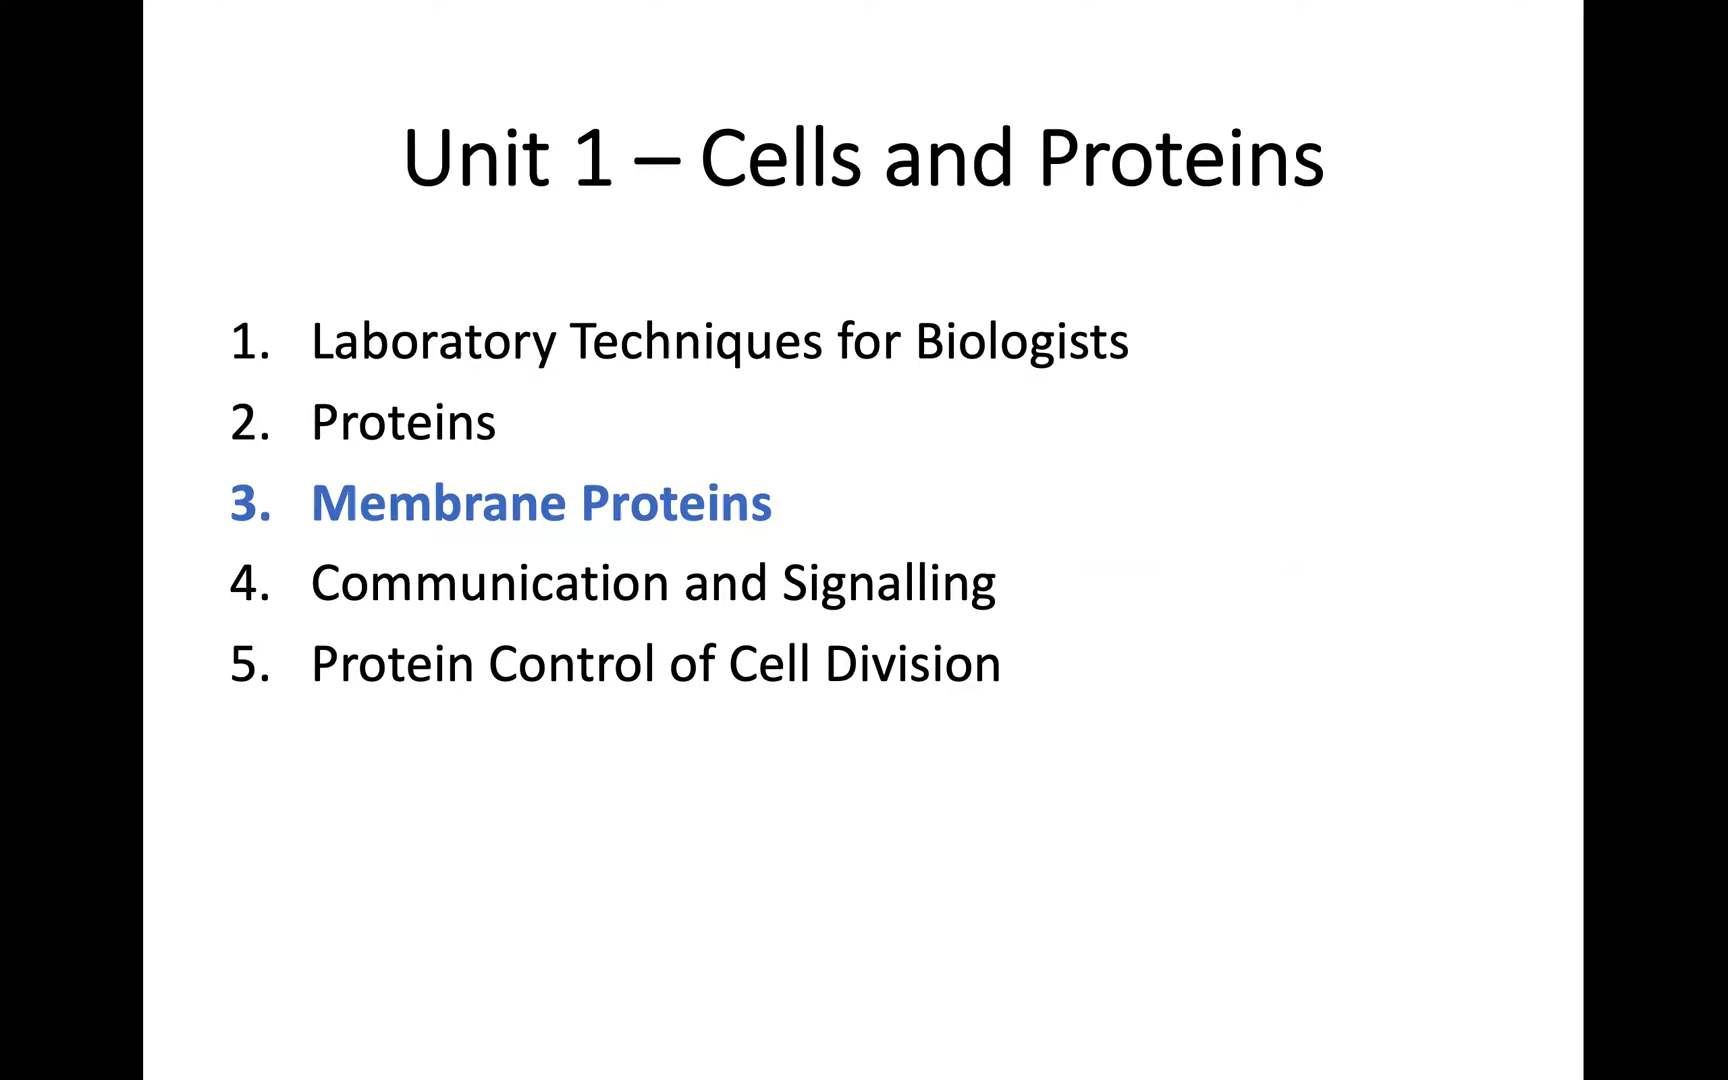 Unit 1 – Cells and Proteins
1. Laboratory Techniques for Biologists
2. Proteins
3. Membrane Proteins
4. Communication and Signalling
5. Protein Control of Cell Division